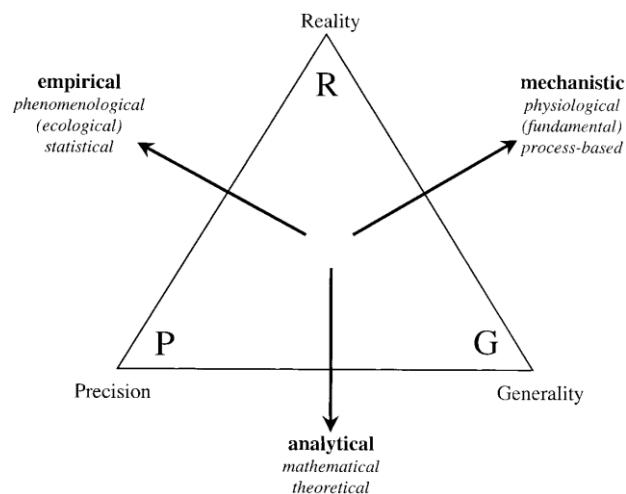 Reality
R
empirical
phenomenological
(ecological)
statistical
mechanistic
physiological
(fundamental)
process-based
P
G
Precision
Generality
analytical
mathematical
theoretical